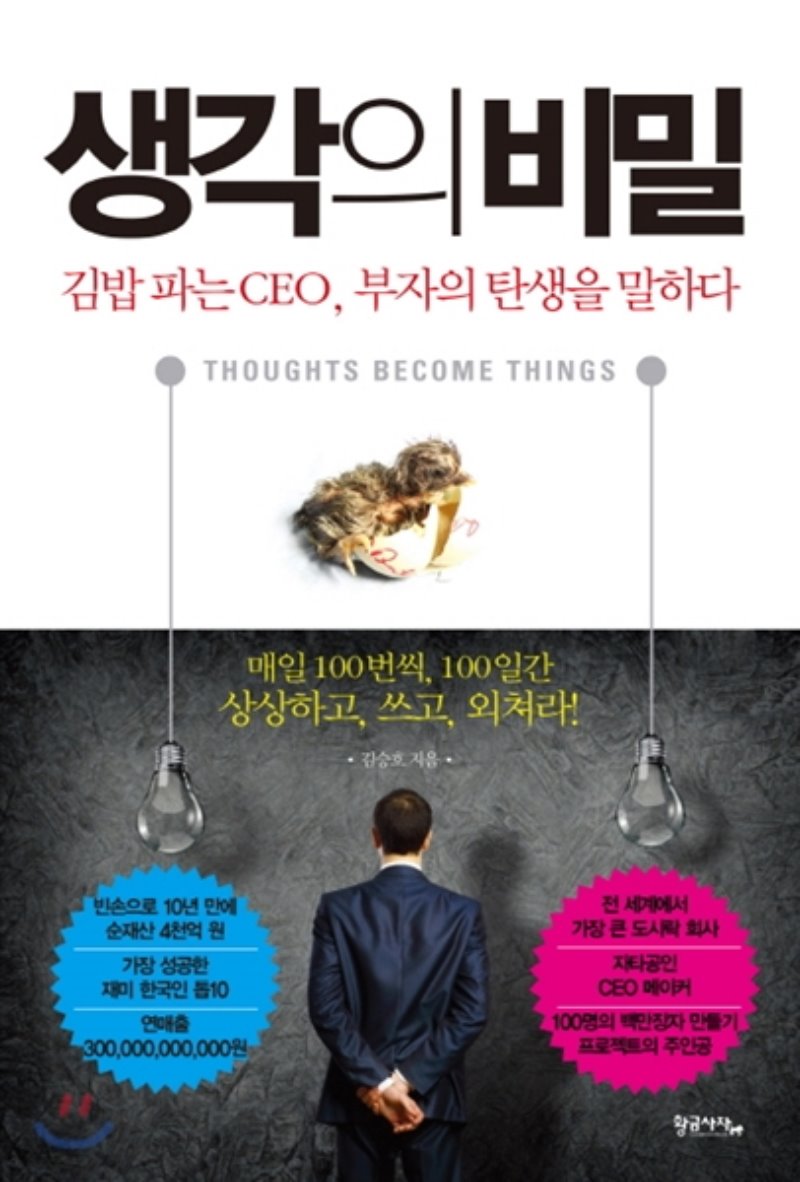 생각의 비밀
김밥 파는 CEO, 부자의 탄생을 말하다
THOUGHTS BECOME THINGS
매일 100번씩, 100일간
상상하고, 쓰고, 외쳐라!
• 김승호 지음 •
빈손으로 10년 만에
순재산 4천억 원
가장 성공한
재미 한국인 톱10
연매출
300,000,000,000원
전 세계에서
가장 큰 도시락 회사
자타공인
CEO 메이커
100명의 백만장자 만들기
프로젝트의 주인공
황금사자